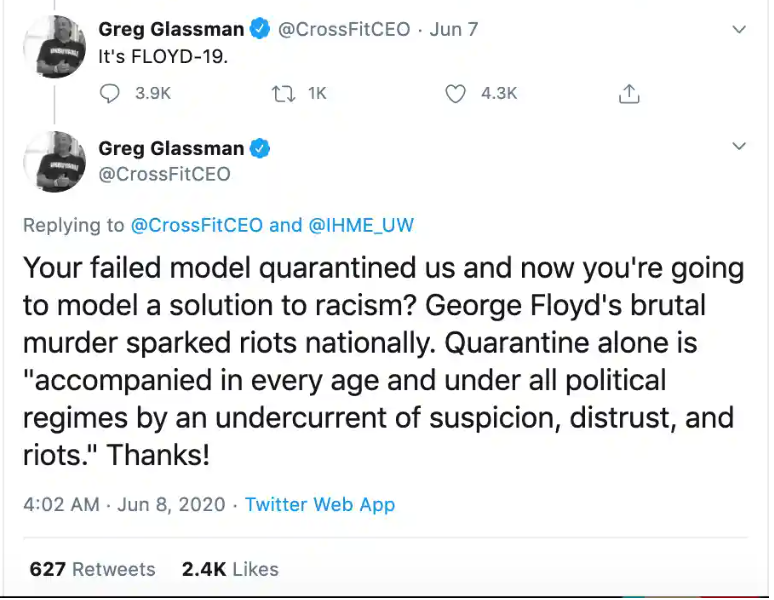 Greg Glassman @CrossFitCEO · Jun 7
It's FLOYD-19.
3.9K 1K 4.3K
Greg Glassman
@CrossFitCEO
Replying to @CrossFitCEO and @IHME_UW
Your failed model quarantined us and now you're going
to model a solution to racism? George Floyd's brutal
murder sparked riots nationally. Quarantine alone is
"accompanied in every age and under all political
regimes by an undercurrent of suspicion, distrust, and
riots." Thanks!
4:02 AM · Jun 8, 2020 · Twitter Web App
627 Retweets 2.4K Likes